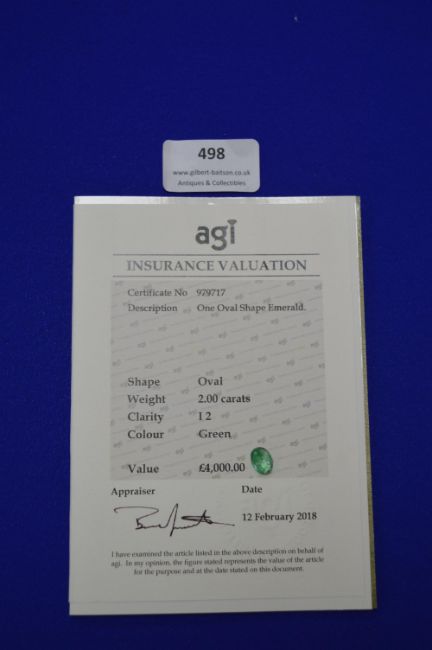 498
www.gilbert-baitson.co.uk
Antiques & Collectibles
agi
INSURANCE VALUATION
Certificate No 979717
Description One Oval Shape Emerald.
Shape Oval
Weight 2.00 carats
Clarity I 2
Colour Green
Value £4,000.00
Appraiser Date
12 February 2018
I have examined the article listed in the above description on behalf of
agi. In my opinion, the figure stated represents the value of the article
for the purpose and at the date stated on this document.